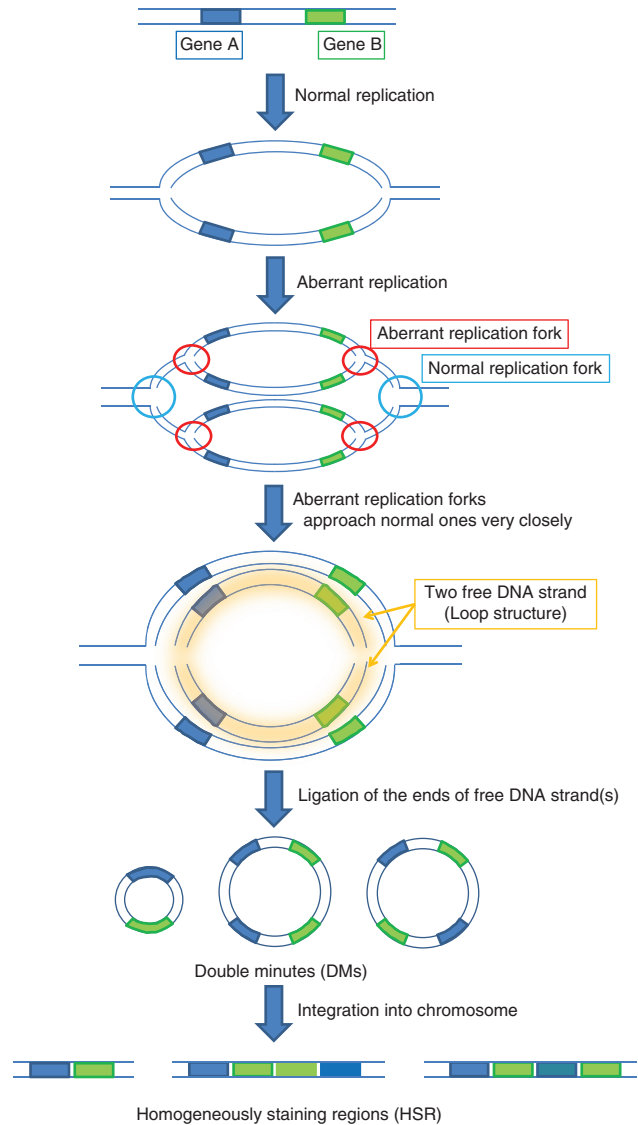 Gene A
Gene B
Normal replication
Aberrant replication
Aberrant replication fork
Normal replication fork
Aberrant replication forks
approach normal ones very closely
Two free DNA strand
(Loop structure)
Ligation of the ends of free DNA strand(s)
Double minutes (DMs)
Integration into chromosome
Homogeneously staining regions (HSR)